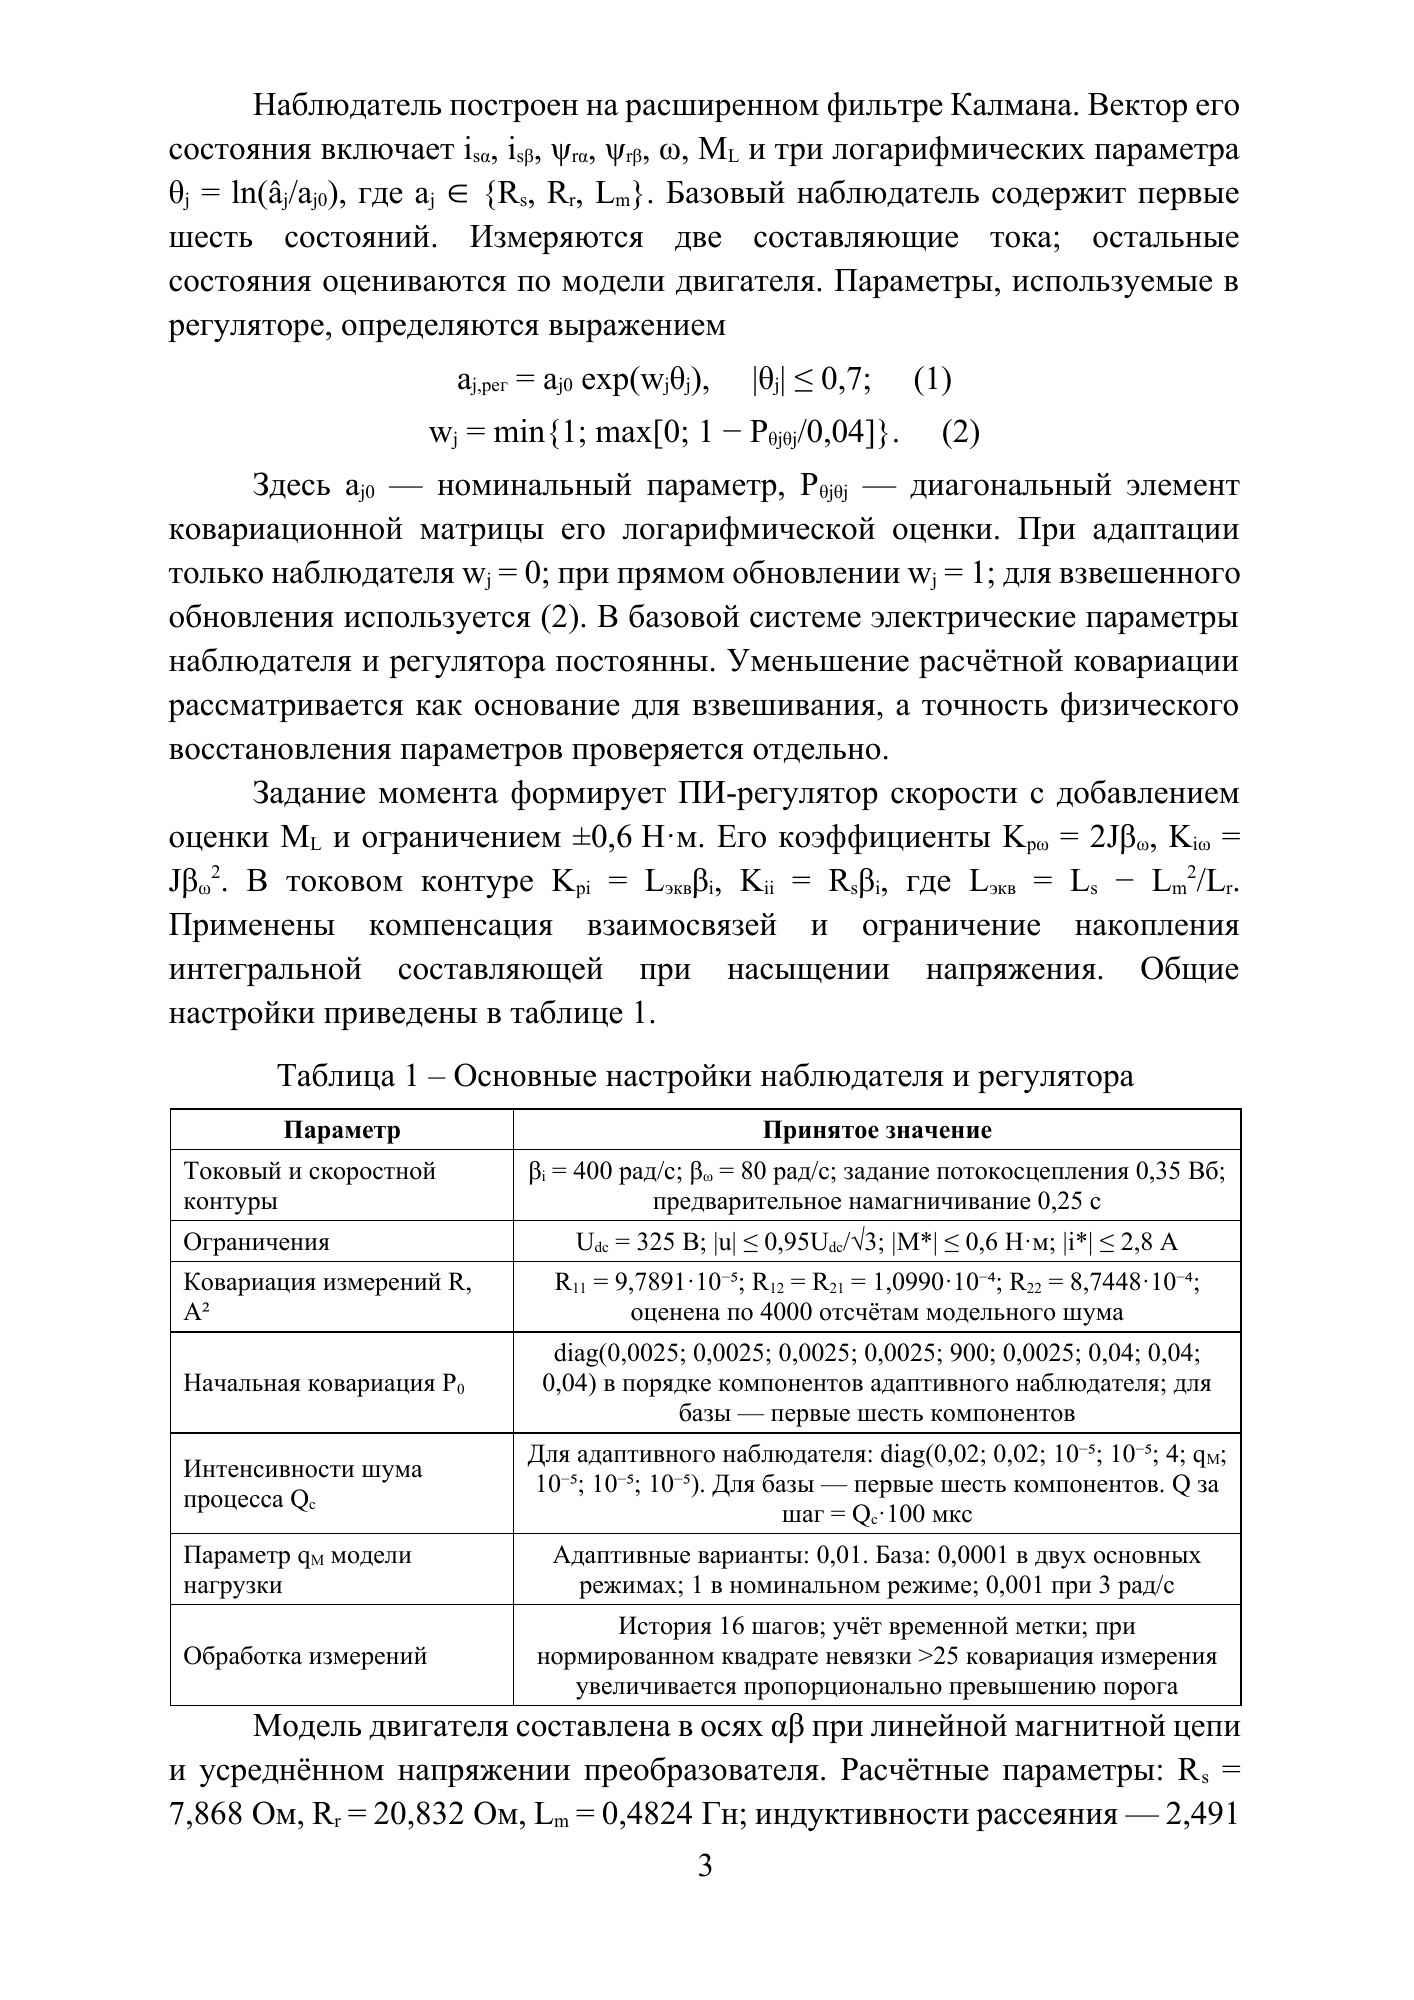 Наблюдатель построен на расширенном фильтре Калмана. Вектор его
состояния включает iₛα, iₛβ, ψᵣα, ψᵣβ, ω, M_L и три логарифмических параметра
θⱼ = ln(âⱼ/aⱼ₀), где aⱼ ∈ {Rₛ, Rᵣ, Lₘ}. Базовый наблюдатель содержит первые
шесть состояний. Измеряются две составляющие тока; остальные
состояния оцениваются по модели двигателя. Параметры, используемые в
регуляторе, определяются выражением
aⱼ,рег = aⱼ₀ exp(wⱼθⱼ), |θⱼ| ≤ 0,7; (1)
wⱼ = min{1; max[0; 1 − Pθⱼθⱼ/0,04]}. (2)
Здесь aⱼ₀ — номинальный параметр, Pθⱼθⱼ — диагональный элемент
ковариационной матрицы его логарифмической оценки. При адаптации
только наблюдателя wⱼ = 0; при прямом обновлении wⱼ = 1; для взвешенного
обновления используется (2). В базовой системе электрические параметры
наблюдателя и регулятора постоянны. Уменьшение расчётной ковариации
рассматривается как основание для взвешивания, а точность физического
восстановления параметров проверяется отдельно.
Задание момента формирует ПИ-регулятор скорости с добавлением
оценки M_L и ограничением ±0,6 Н·м. Его коэффициенты Kₚω = 2Jβω, Kᵢω =
Jβω². В токовом контуре Kₚᵢ = Lэквβᵢ, Kᵢᵢ = Rₛβᵢ, где Lэкв = Lₛ − Lₘ²/Lᵣ.
Применены компенсация взаимосвязей и ограничение накопления
интегральной составляющей при насыщении напряжения. Общие
настройки приведены в таблице 1.
Таблица 1 – Основные настройки наблюдателя и регулятора
Параметр
Принятое значение
Токовый и скоростной
контуры
βᵢ = 400 рад/с; βω = 80 рад/с; задание потокосцепления 0,35 Вб;
предварительное намагничивание 0,25 с
Ограничения
U_dc = 325 В; |u| ≤ 0,95U_dc/√3; |M*| ≤ 0,6 Н·м; |i*| ≤ 2,8 А
Ковариация измерений R,
А²
R₁₁ = 9,7891·10⁻⁵; R₁₂ = R₂₁ = 1,0990·10⁻⁴; R₂₂ = 8,7448·10⁻⁴;
оценена по 4000 отсчётам модельного шума
Начальная ковариация P₀
diag(0,0025; 0,0025; 0,0025; 0,0025; 900; 0,0025; 0,04; 0,04;
0,04) в порядке компонентов адаптивного наблюдателя; для
базы — первые шесть компонентов
Интенсивности шума
процесса Q_c
Для адаптивного наблюдателя: diag(0,02; 0,02; 10⁻⁵; 10⁻⁵; 4; q_M;
10⁻⁵; 10⁻⁵; 10⁻⁵). Для базы — первые шесть компонентов. Q за
шаг = Q_c·100 мкс
Параметр q_M модели
нагрузки
Адаптивные варианты: 0,01. База: 0,0001 в двух основных
режимах; 1 в номинальном режиме; 0,001 при 3 рад/с
Обработка измерений
История 16 шагов; учёт временной метки; при
нормированном квадрате невязки >25 ковариация измерения
увеличивается пропорционально превышению порога
Модель двигателя составлена в осях αβ при линейной магнитной цепи
и усреднённом напряжении преобразователя. Расчётные параметры: Rₛ =
7,868 Ом, Rᵣ = 20,832 Ом, Lₘ = 0,4824 Гн; индуктивности рассеяния — 2,491
3